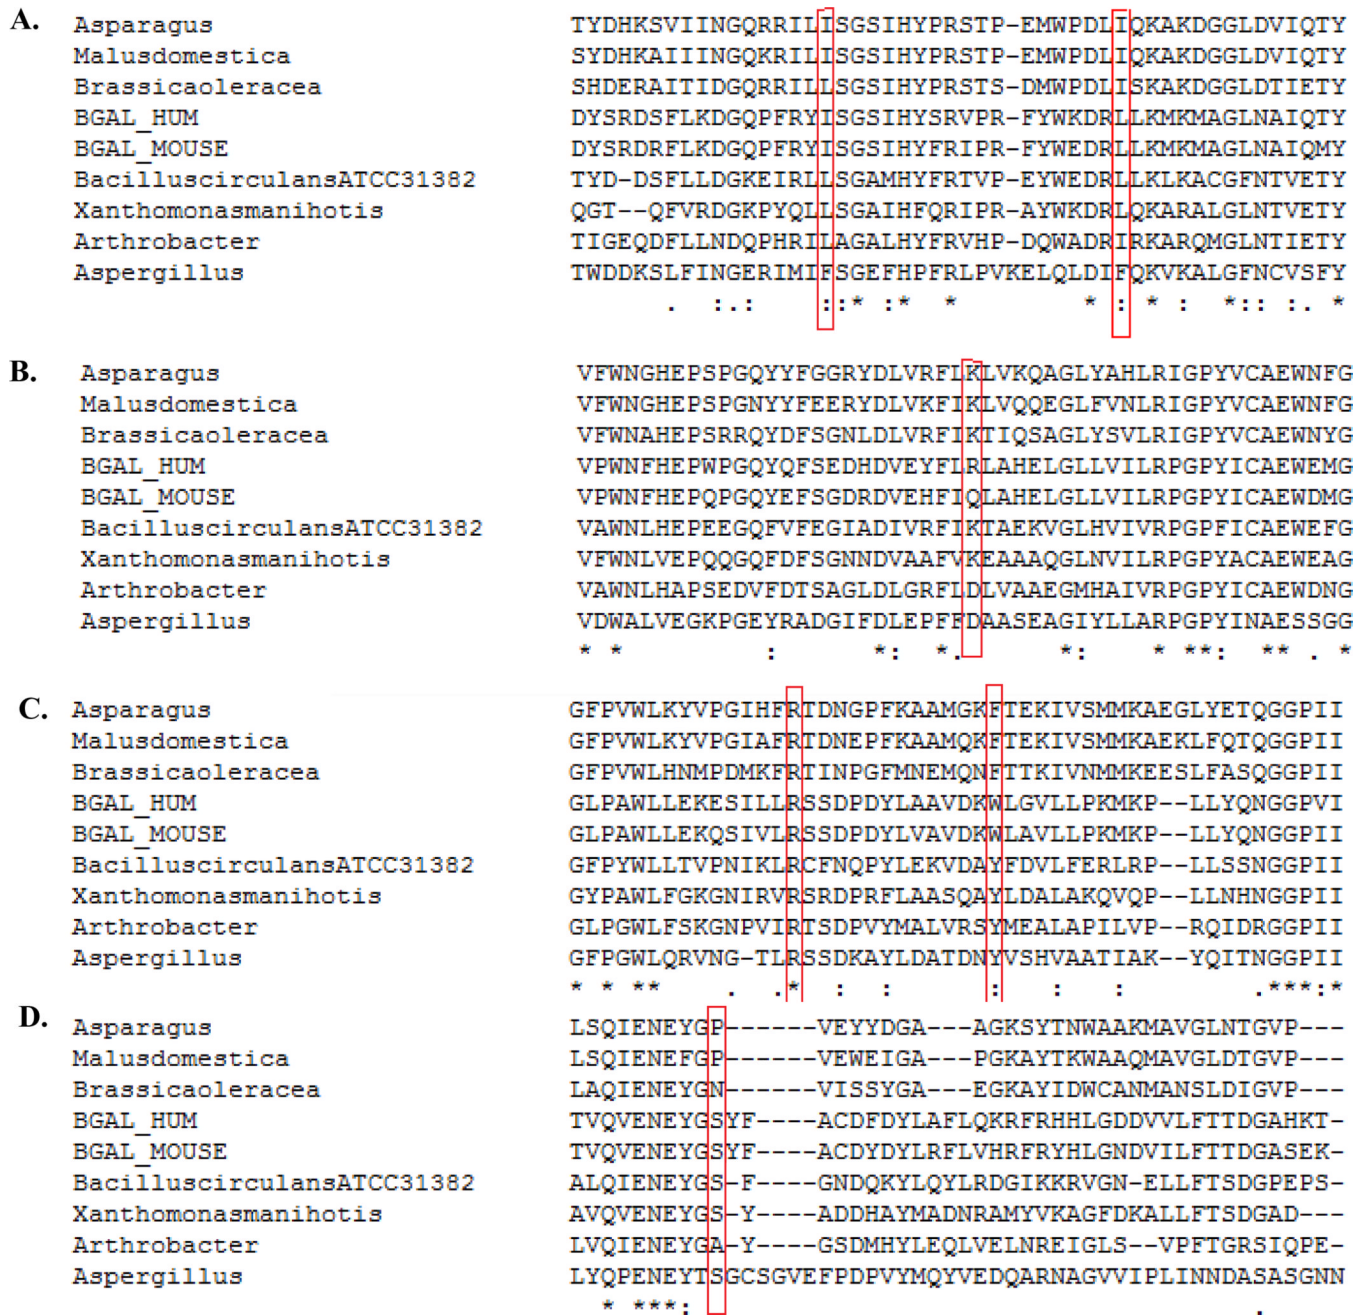 A. Asparagus TYDHKSVIINGQRRILISGSIHYPRSTP-EMWPDLIQKAKDGGLDVIQTY
Malusdomestica SYDHKAIIINGQKRILISGSIHYPRSTP-EMWPDLIQKAKDGGLDVIQTY
Brassicaoleracea SHDERAITIDGQRRILLSGSIHYPRSTS-DMWPDLISKAKDGGLDTIETY
BGAL_HUM DYSRDSFLKDGQPFRYISGSIHYSRVPR-FYWKDRLLKMKMAGLNAIQTY
BGAL_MOUSE DYSRDRFLKDGQPFRYISGSIHYFRIPR-FYWEDRLLKMKMAGLNAIQMY
BacilluscirculansATCC31382 TYD-DSFLLDGKEIRLLSGAMHYFRTVP-EYWEDRLLKLKACGFNTVETY
Xanthomonasmanihotis QGT--QFVRDGKPYQLLSGAIHFQRIPR-AYWKDRLQKARALGLNTVETY
Arthrobacter TIGEQDFLLNDQPHRILAGALHYFRVHP-DQWADRIRKARQMGLNTIETY
Aspergillus TWDDKSLFINGERIMIFSGEFHPFRLPVKELQLDIFQKVKALGFNCVSFY
. :.: ::* :* * * : * : *:: :. *
B. Asparagus VFWNGHEPSPGQYYFGGRYDLVRFLKLVKQAGLYAHLRIGPYVCAEWNFG
Malusdomestica VFWNGHEPSPGNYYFEERYDLVKFIKLVQQEGLFVNLRIGPYVCAEWNFG
Brassicaoleracea VFWNAHEPSRRQYDFSGNLDLVRFIKTIQSAGLYSVLRIGPYVCAEWNYG
BGAL_HUM VPWNFHEPWPGQYQFSEDHDVEYFLRLAHELGLLVILRPGPYICAEWEMG
BGAL_MOUSE VPWNFHEPQPGQYEFSGDRDVEHFIQLAHELGLLVILRPGPYICAEWDMG
BacilluscirculansATCC31382 VAWNLHEPEEGQFVFEGIADIVRFIKTAEKVGLHVIVRPGPFICAEWEFG
Xanthomonasmanihotis VFWNLVEPQQGQFDFSGNNDVAAFVKEAAAQGLNVILRPGPYACAEWEAG
Arthrobacter VAWNLHAPSEDVFDTSAGLDLGRFLDLVAAEGMHAIVRPGPYICAEWDNG
Aspergillus VDWALVEGKPGEYRADGIFDLEPFFDAASEAGIYLLARPGPYINAESSGG
* * : *: *. *: * **: ** . *
C. Asparagus GFPVWLKYVPGIHFRTDNGPFKAAMGKFTEKIVSMMKAEGLYETQGGPII
Malusdomestica GFPVWLKYVPGIAFRTDNEPFKAAMQKFTEKIVSMMKAEKLFQTQGGPII
Brassicaoleracea GFPVWLHNMPDMKFRTINPGFMNEMQNFTTKIVNMMKEESLFASQGGPII
BGAL_HUM GLPAWLLEKESILLRSSDPDYLAAVDKWLGVLLPKMKP--LLYQNGGPVI
BGAL_MOUSE GLPAWLLEKQSIVLRSSDPDYLVAVDKWLAVLLPKMKP--LLYQNGGPII
BacilluscirculansATCC31382 GFPYWLLTVPNIKLRCFNQPYLEKVDAYFDVLFERLRP--LLSSNGGPII
Xanthomonasmanihotis GYPAWLFGKGNIRVRSRDPRFLAASQAYLDALAKQVQP--LLNHNGGPII
Arthrobacter GLPGWLFSKGNPVIRTSDPVYMALVRSYMEALAPILVP--RQIDRGGPII
Aspergillus GFPGWLQRVNG-TLRSSDKAYLDATDNYVSHVAATIAK--YQITNGGPII
* * ** . .* : : : : : .***:*
D. Asparagus LSQIENEYGP------VEYYDGA---AGKSYTNWAAKMAVGLNTGVP---
Malusdomestica LSQIENEFGP------VEWEIGA---PGKAYTKWAAQMAVGLDTGVP---
Brassicaoleracea LAQIENEYGN------VISSYGA---EGKAYIDWCANMANSLDIGVP---
BGAL_HUM TVQVENEYGSYF----ACDFDYLAFLQKRFRHHLGDDVVLFTTDGAHKT-
BGAL_MOUSE TVQVENEYGSYF----ACDYDYLRFLVHRFRYHLGNDVILFTTDGASEK-
BacilluscirculansATCC31382 ALQIENEYGS-F----GNDQKYLQYLRDGIKKRVGN-ELLFTSDGPEPS-
Xanthomonasmanihotis AVQVENEYGS-Y----ADDHAYMADNRAMYVKAGFDKALLFTSDGAD---
Arthrobacter LVQIENEYGA-Y----GSDMHYLEQLVELNREIGLS--VPFTGRSIQPE-
Aspergillus LYQPENEYTSGCSGVEFPDPVYMQYVEDQARNAGVVIPLINNDASASGNN
* ***: .